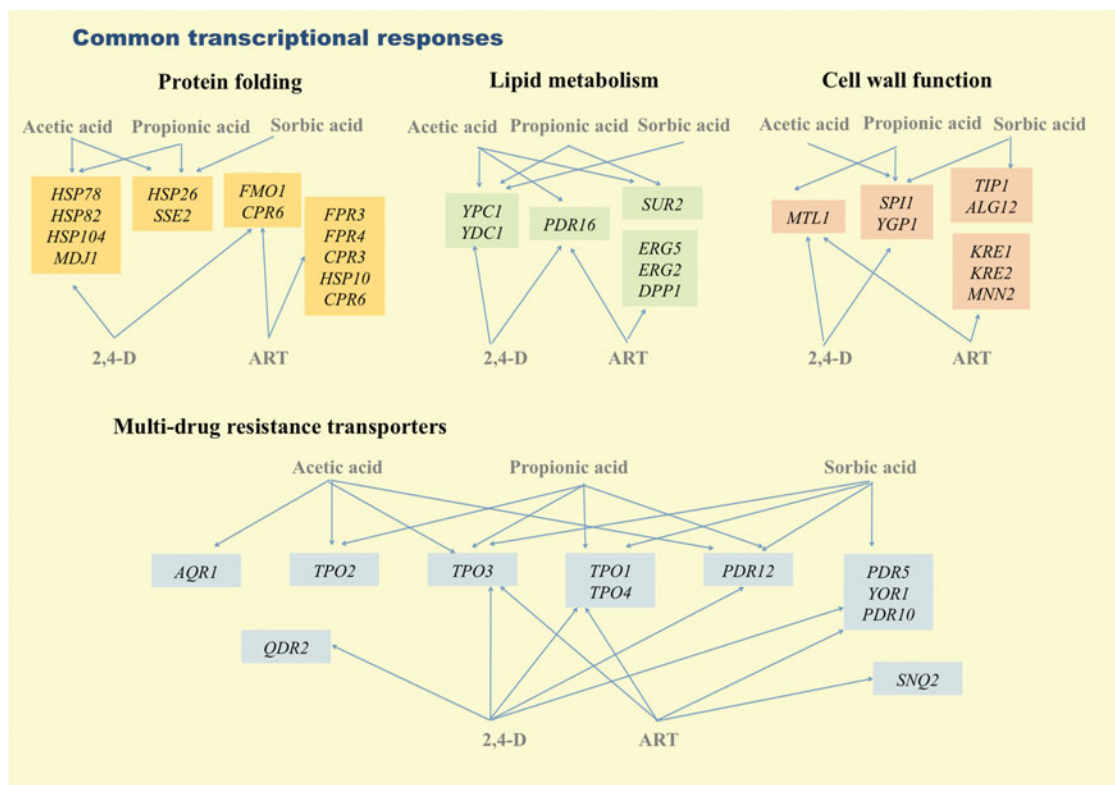 Common transcriptional responses
Protein folding
Acetic acid
Propionic acid
Sorbic acid
HSP78
HSP82
HSP104
MDJ1
HSP26
SSE2
FMO1
CPR6
FPR3
FPR4
CPR3
HSP10
CPR6
2,4-D
ART
Lipid metabolism
Acetic acid
Propionic acid
Sorbic acid
YPC1
YDC1
PDR16
SUR2
ERG5
ERG2
DPP1
2,4-D
ART
Cell wall function
Acetic acid
Propionic acid
Sorbic acid
MTL1
SPI1
YGP1
TIP1
ALG12
KRE1
KRE2
MNN2
2,4-D
ART
Multi-drug resistance transporters
Acetic acid
Propionic acid
Sorbic acid
AQR1
TPO2
TPO3
TPO1
TPO4
PDR12
PDR5
YOR1
PDR10
QDR2
SNQ2
2,4-D
ART